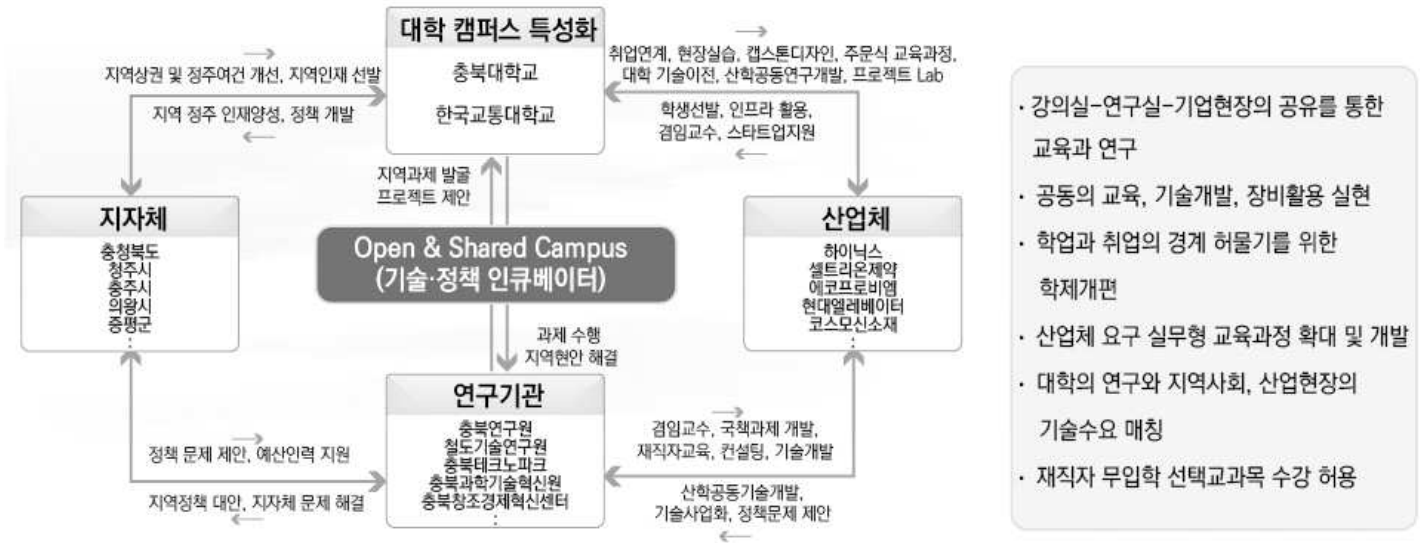 대학 캠퍼스 특성화
충북대학교
한국교통대학교
지역상권 및 정주여건 개선, 지역인재 선발
지역 정주 인재양성, 정책 개발
취업연계, 현장실습, 캡스톤디자인, 주문식 교육과정,
대학 기술이전, 산학공동연구개발, 프로젝트 Lab
학생선발, 인프라 활용,
겸임교수, 스타트업지원
지역과제 발굴
프로젝트 제안
지자체
충청북도
청주시
충주시
의왕시
증평군
:
Open & Shared Campus
(기술·정책 인큐베이터)
산업체
하이닉스
셀트리온제약
에코프로비엠
현대엘레베이터
코스모신소재
:
과제 수행
지역현안 해결
연구기관
충북연구원
철도기술연구원
충북테크노파크
충북과학기술혁신원
충북창조경제혁신센터
:
정책 문제 제안, 예산인력 지원
지역정책 대안, 지자체 문제 해결
겸임교수, 국책과제 개발,
재직자교육, 컨설팅, 기술개발
산학공동기술개발,
기술사업화, 정책문제 제안
· 강의실-연구실-기업현장의 공유를 통한
교육과 연구
· 공동의 교육, 기술개발, 장비활용 실현
· 학업과 취업의 경계 허물기를 위한
학제개편
· 산업체 요구 실무형 교육과정 확대 및 개발
· 대학의 연구와 지역사회, 산업현장의
기술수요 매칭
· 재직자 무입학 선택교과목 수강 허용